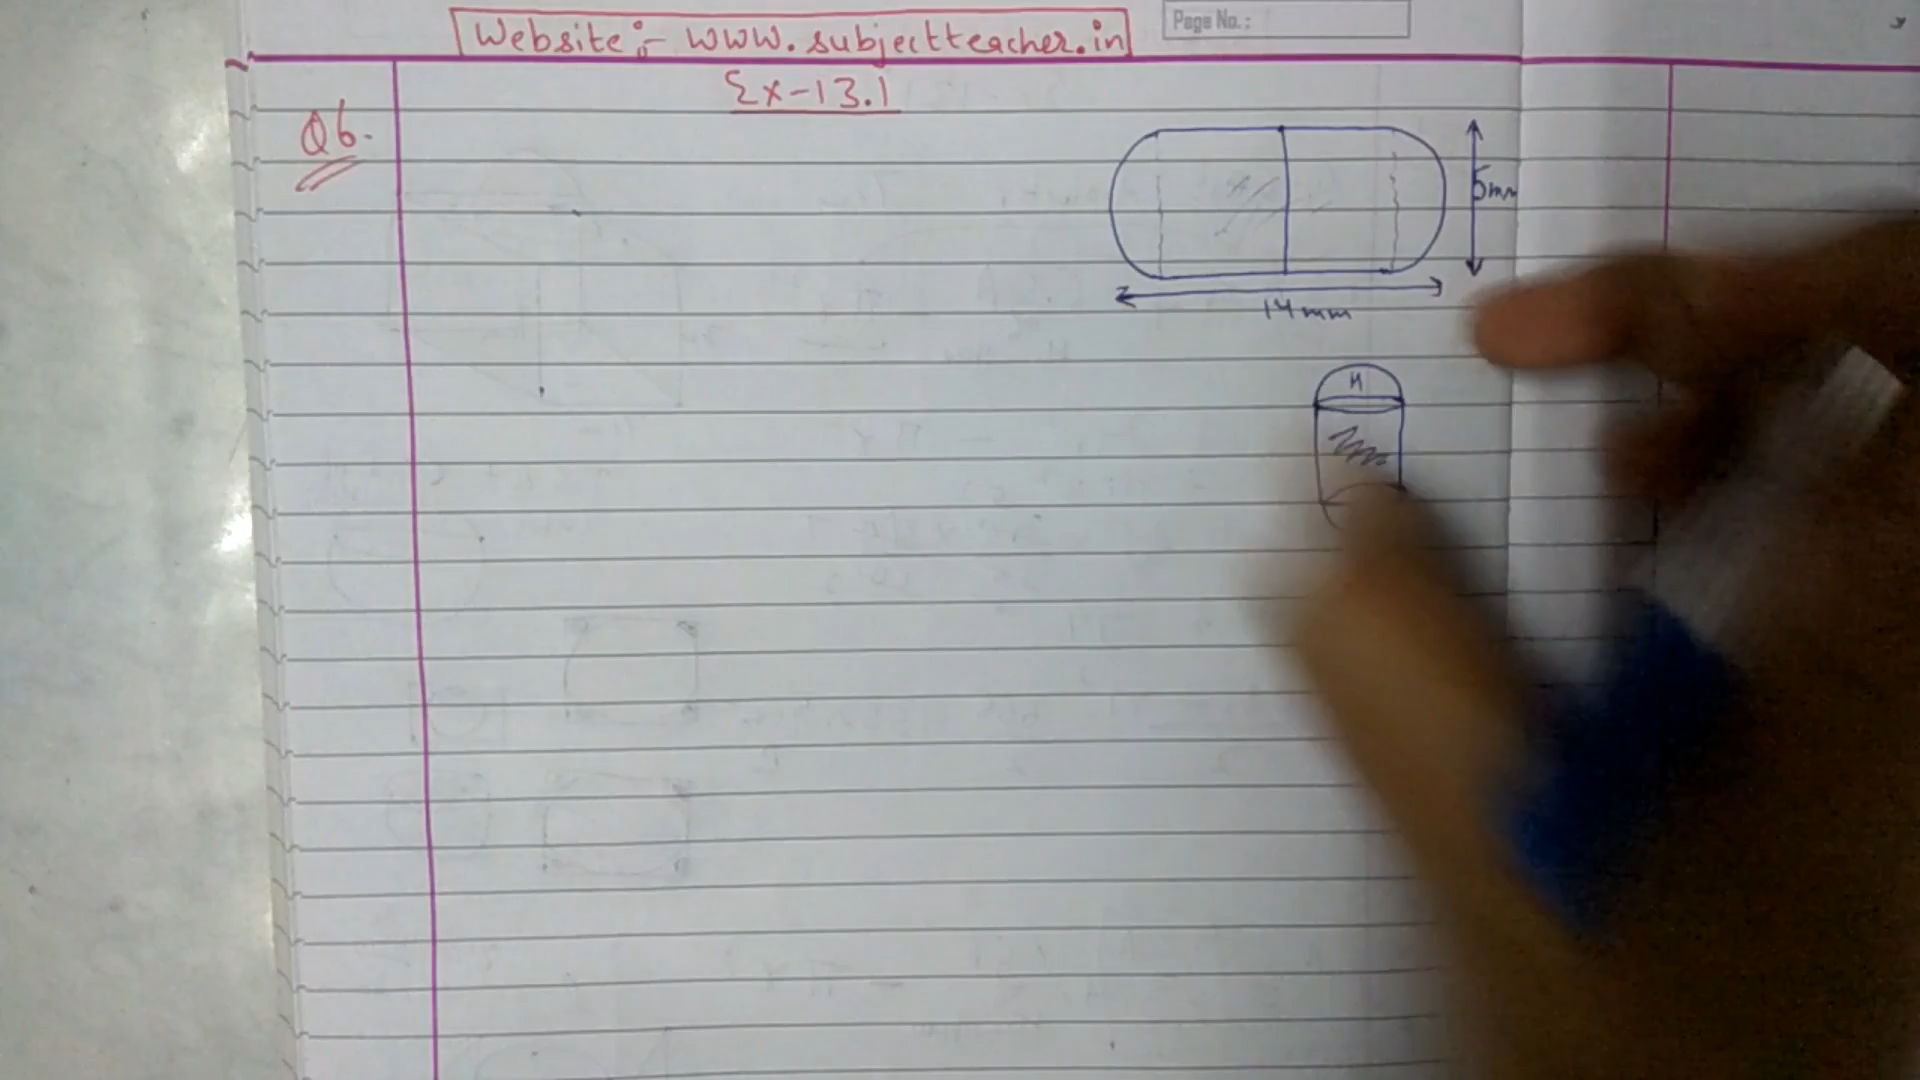 Website:- www.subjectteacher.in
Page No.:
Ex-13.1
Q6.
5mm
14mm
H